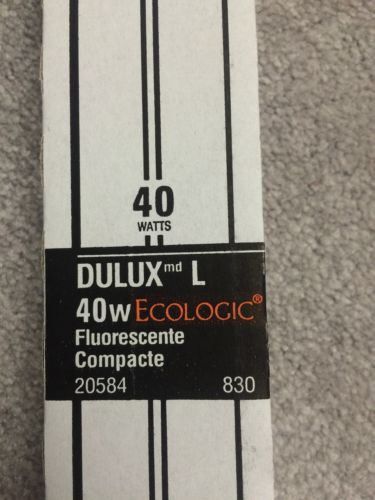 40
WATTS
DULUXᵐᵈ L
40w ECOLOGIC®
Fluorescente
Compacte
20584 830